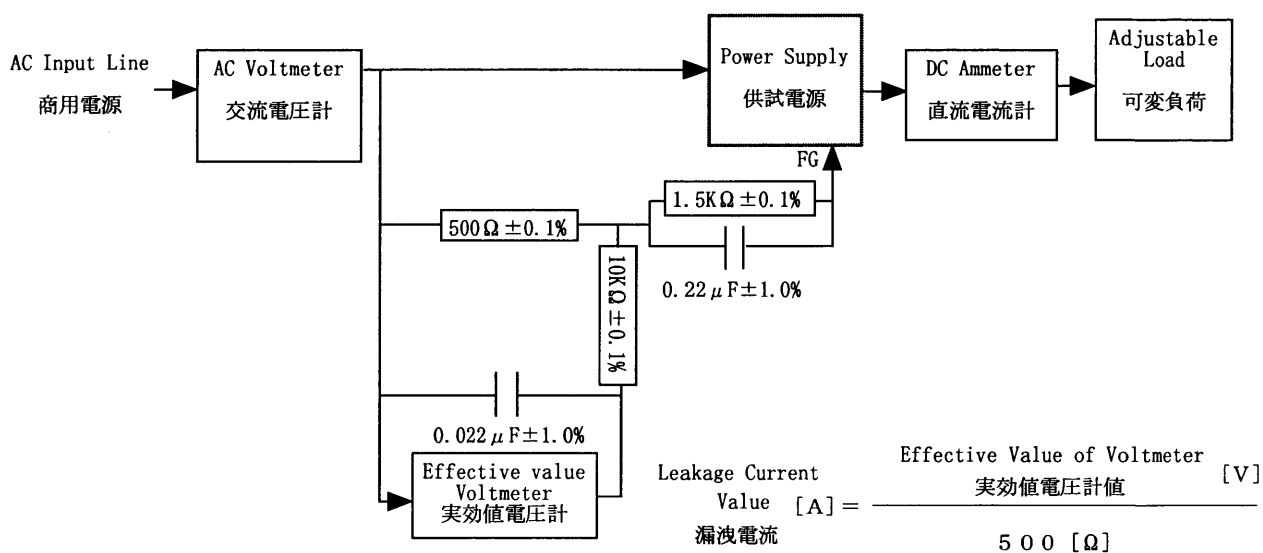 AC Input Line
商用電源
AC Voltmeter
交流電圧計
Power Supply
供試電源
DC Ammeter
直流電流計
Adjustable
Load
可変負荷
FG
1.5KΩ±0.1%
500Ω±0.1%
10KΩ±0.1%
0.22μF±1.0%
0.022μF±1.0%
Effective value
Voltmeter
実効値電圧計
Leakage Current
Value [A]=
漏洩電流
Effective Value of Voltmeter [V]
実効値電圧計値
500[Ω]